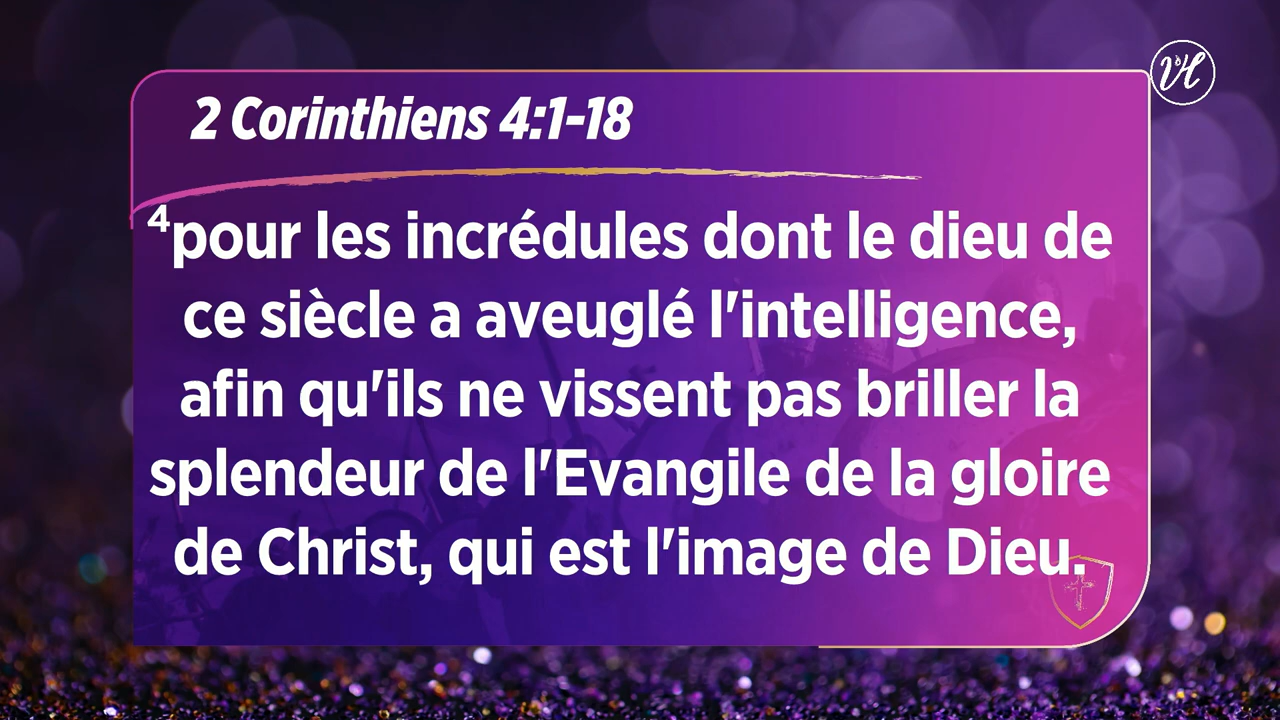 2 Corinthiens 4:1-18
⁴pour les incrédules dont le dieu de
ce siècle a aveuglé l'intelligence,
afin qu'ils ne vissent pas briller la
splendeur de l'Evangile de la gloire
de Christ, qui est l'image de Dieu.